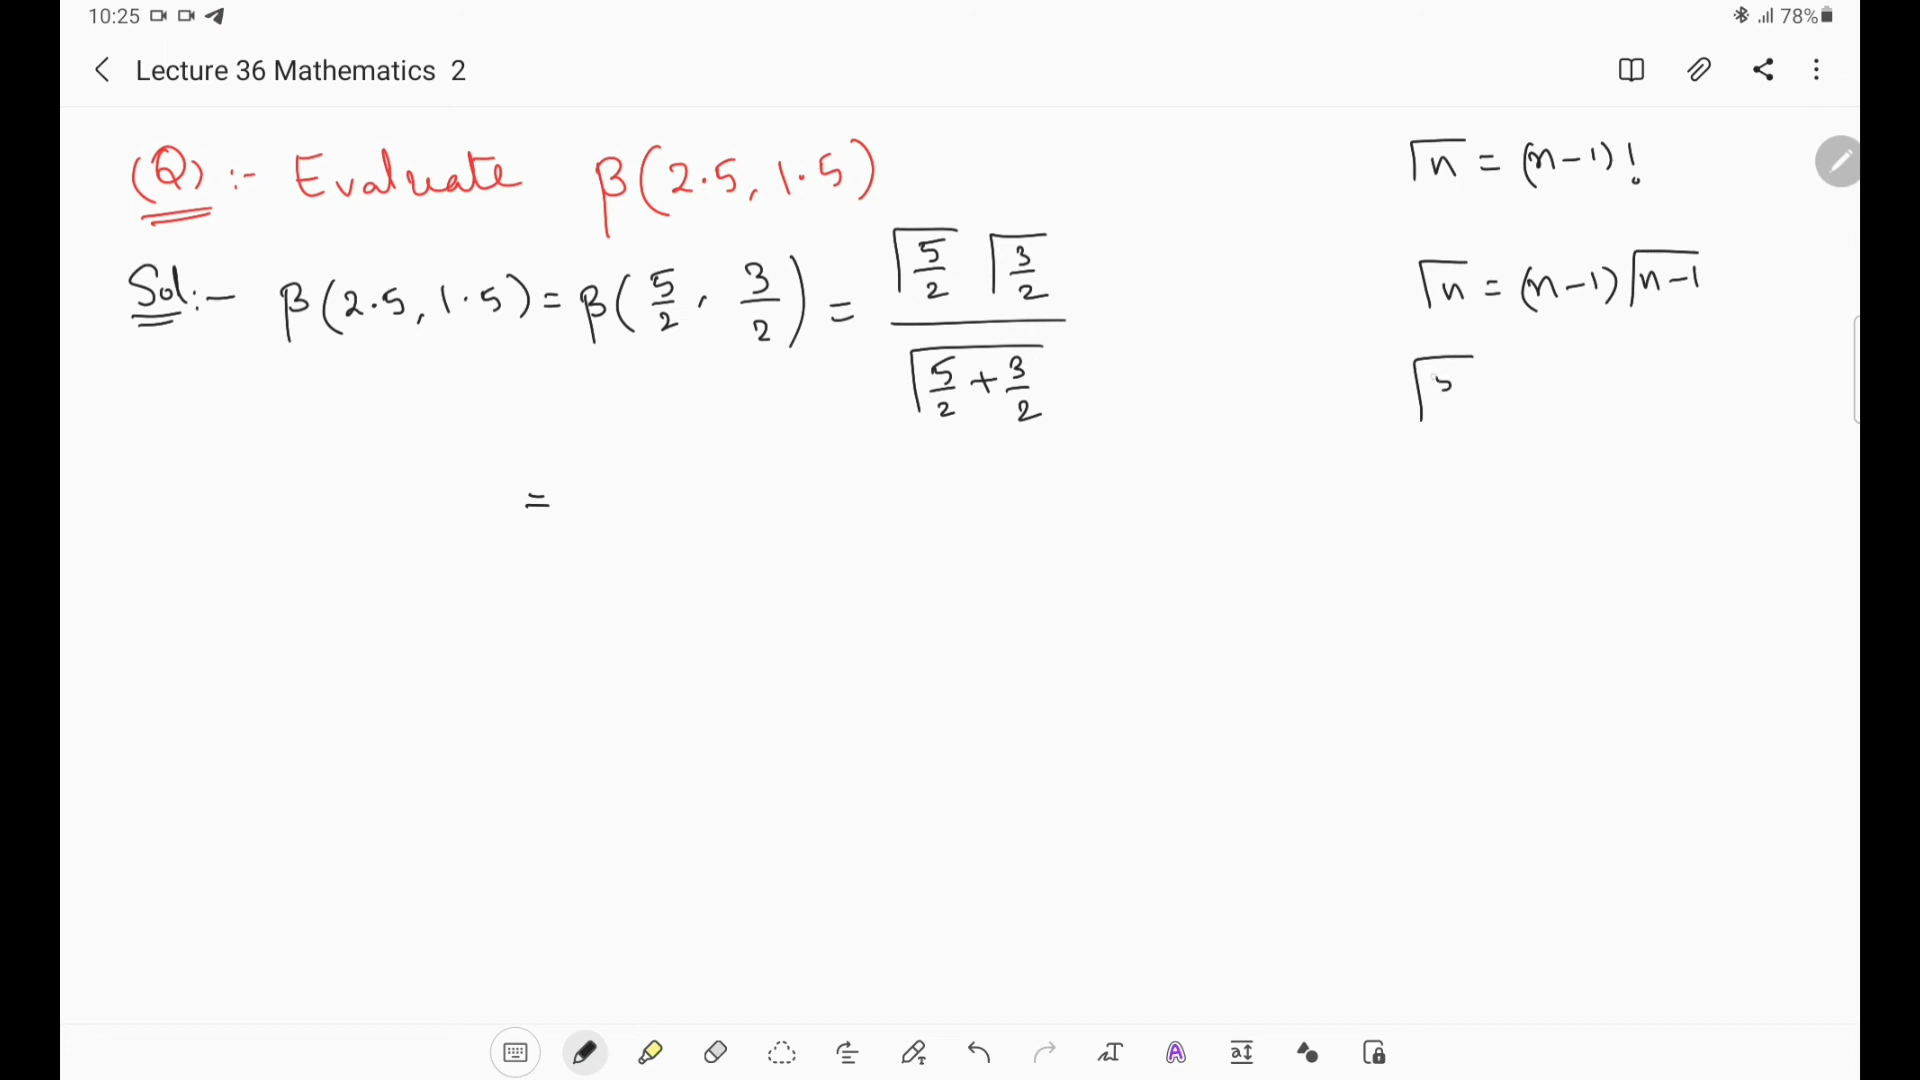 10:25 78%
Lecture 36 Mathematics 2
(Q) :- Evaluate β(2.5, 1.5)
Sol:- β(2.5, 1.5) = β(5/2, 3/2) = Γ5/2 Γ3/2 / Γ5/2 + 3/2
=
Γn = (n-1)!
Γn = (n-1) Γn-1
Γ